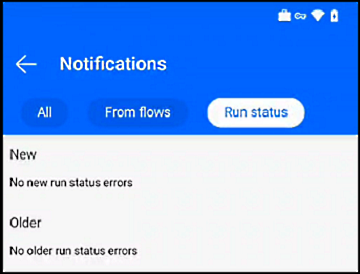 Notifications
All From flows Run status
New
No new run status errors
Older
No older run status errors